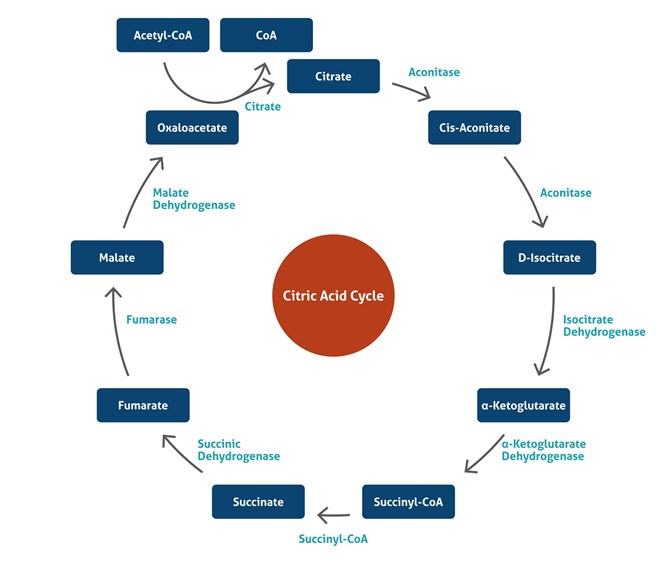 Acetyl-CoA
CoA
Citrate
Aconitase
Citrate
Oxaloacetate
Cis-Aconitate
Malate
Dehydrogenase
Aconitase
Malate
D-Isocitrate
Citric Acid Cycle
Fumarase
Isocitrate
Dehydrogenase
Fumarate
α-Ketoglutarate
Succinic
Dehydrogenase
α-Ketoglutarate
Dehydrogenase
Succinate
Succinyl-CoA
Succinyl-CoA